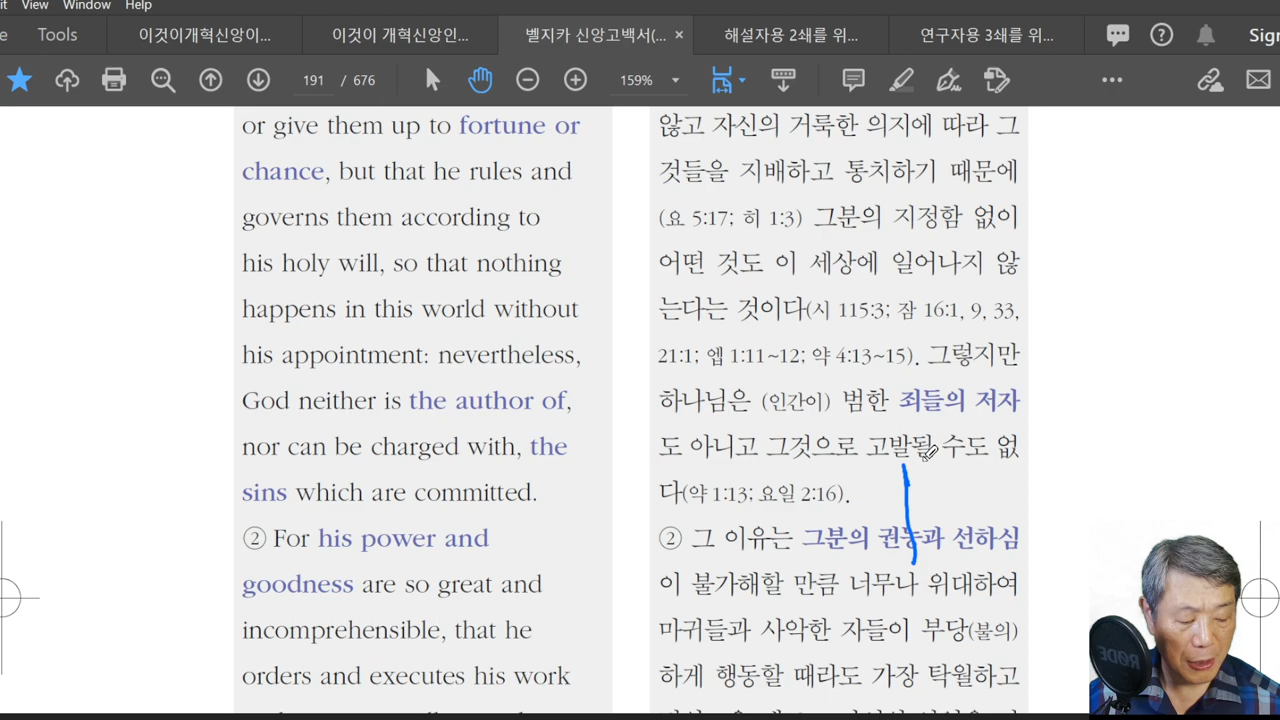 it View Window Help
e Tools 이것이개혁신앙이... 이것이 개혁신앙인... 벨지카 신앙고백서(... × 해설자용 2쇄를 위... 연구자용 3쇄를 위... Sign
191 / 676 159%
or give them up to fortune or
chance, but that he rules and
governs them according to
his holy will, so that nothing
happens in this world without
his appointment: nevertheless,
God neither is the author of,
nor can be charged with, the
sins which are committed.
② For his power and
goodness are so great and
incomprehensible, that he
orders and executes his work
않고 자신의 거룩한 의지에 따라 그
것들을 지배하고 통치하기 때문에
(요 5:17; 히 1:3) 그분의 지정함 없이
어떤 것도 이 세상에 일어나지 않
는다는 것이다(시 115:3; 잠 16:1, 9, 33,
21:1; 엡 1:11~12; 약 4:13~15). 그렇지만
하나님은 (인간이) 범한 죄들의 저자
도 아니고 그것으로 고발될 수도 없
다(약 1:13; 요일 2:16).
② 그 이유는 그분의 권능과 선하심
이 불가해할 만큼 너무나 위대하여
마귀들과 사악한 자들이 부당(불의)
하게 행동할 때라도 가장 탁월하고
RØDE